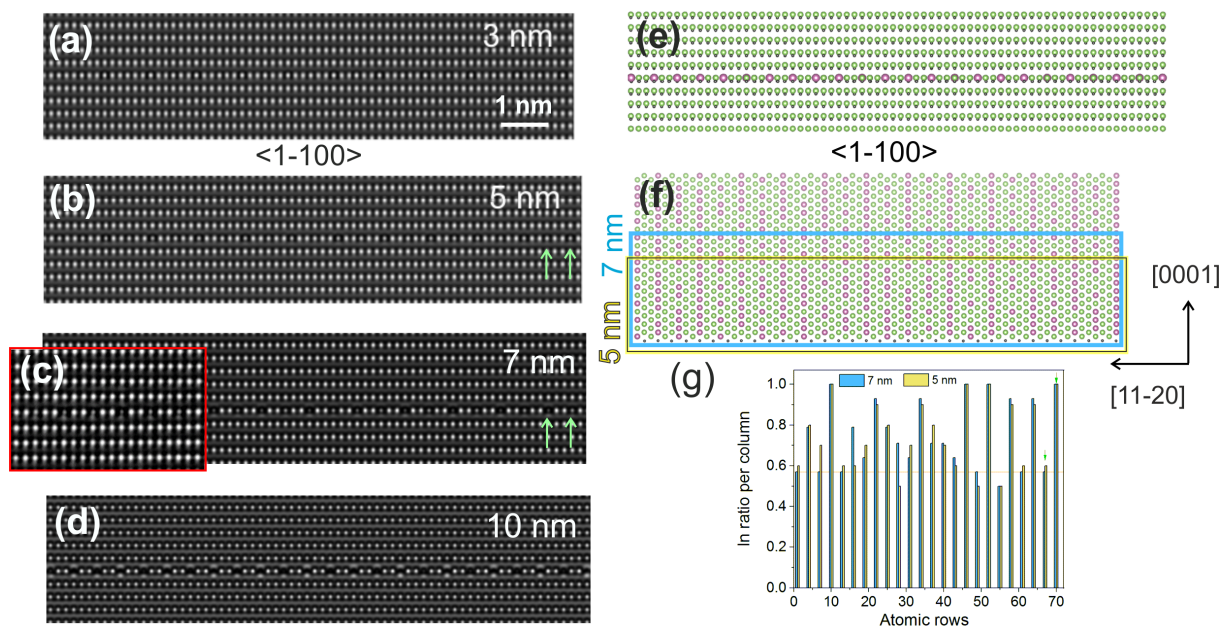 (a)
3 nm
1 nm
<1-100>
(b)
5 nm
(c)
7 nm
(d)
10 nm
(e)
<1-100>
(f)
7 nm
5 nm
[0001]
[11-20]
(g)
7 nm
5 nm
In ratio per column
1.0
0.8
0.6
0.4
0.2
0.0
0 10 20 30 40 50 60 70
Atomic rows